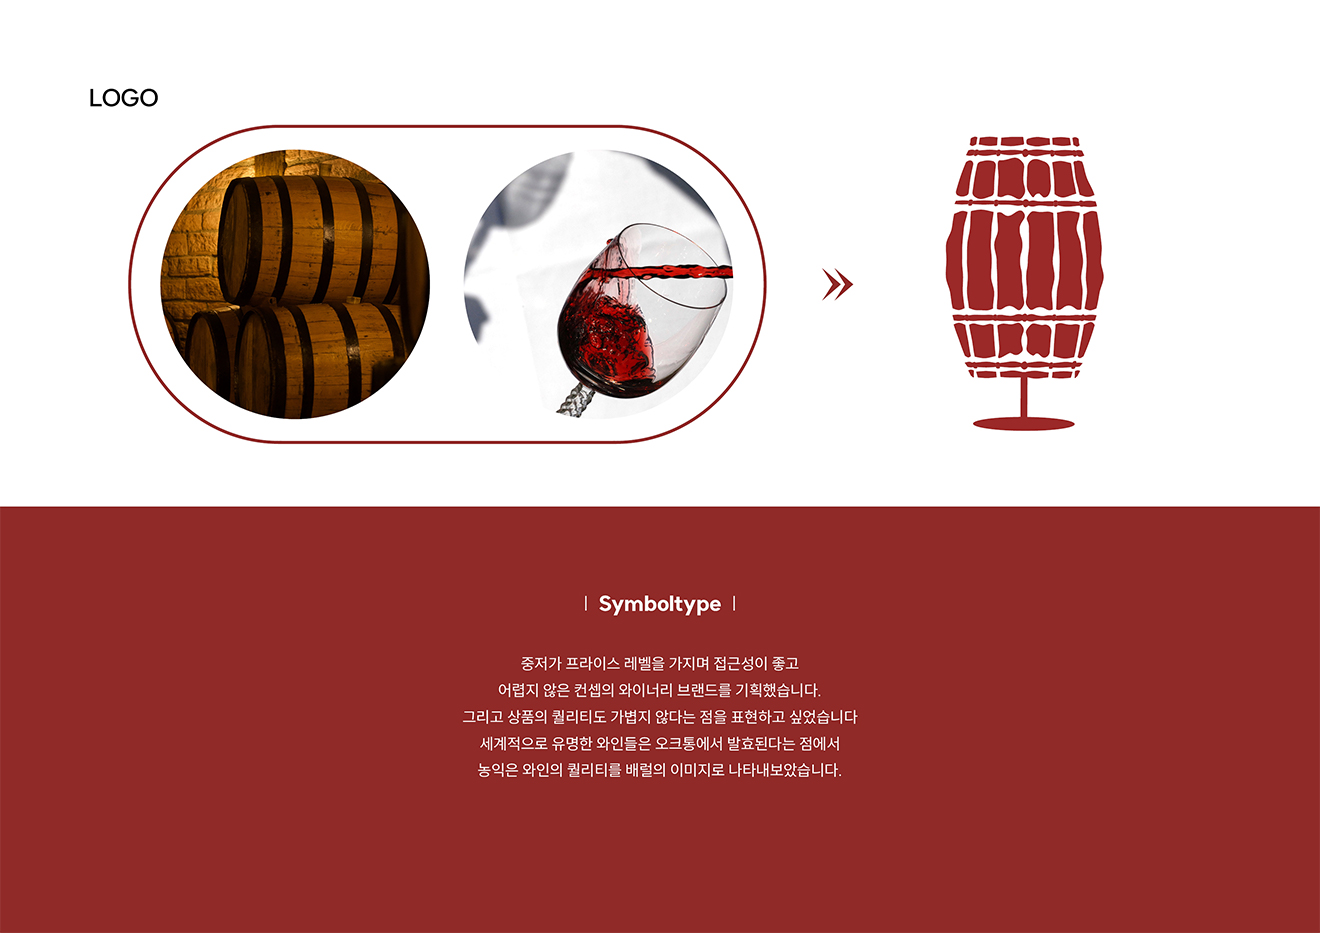 LOGO
Symboltype
중저가 프라이스 레벨을 가지며 접근성이 좋고
어렵지 않은 컨셉의 와이너리 브랜드를 기획했습니다.
그리고 상품의 퀄리티도 가볍지 않다는 점을 표현하고 싶었습니다
세계적으로 유명한 와인들은 오크통에서 발효된다는 점에서
농익은 와인의 퀄리티를 배럴의 이미지로 나타내보았습니다.